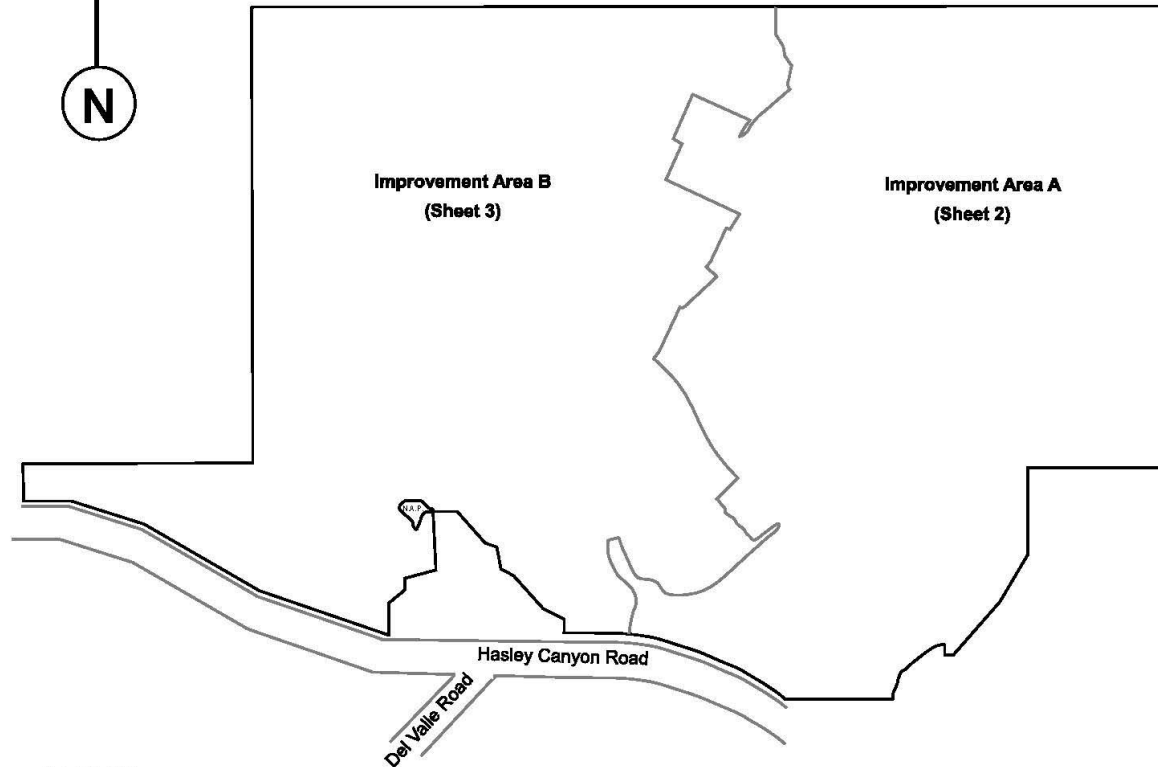 N
Improvement Area B
(Sheet 3)
Improvement Area A
(Sheet 2)
N.A.P.
Hasley Canyon Road
Del Valle Road